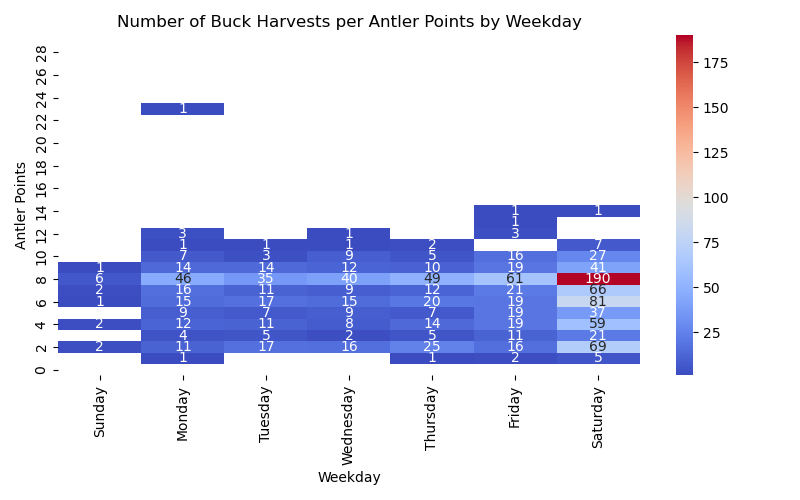 Number of Buck Harvests per Antler Points by Weekday
Antler Points
28
26
24
22
20
18
16
14
12
10
8
6
4
2
0
1
1 1
1
3 1 3
1 1 1 2 7
7 3 9 5 16 27
1 14 14 12 10 19 41
6 46 35 40 49 61 190
2 16 11 9 12 21 66
1 15 17 15 20 19 81
9 7 9 7 19 37
2 12 11 8 14 19 59
4 5 2 5 11 21
2 11 17 16 25 16 69
1 1 2 5
Sunday
Monday
Tuesday
Wednesday
Thursday
Friday
Saturday
Weekday
175
150
125
100
75
50
25